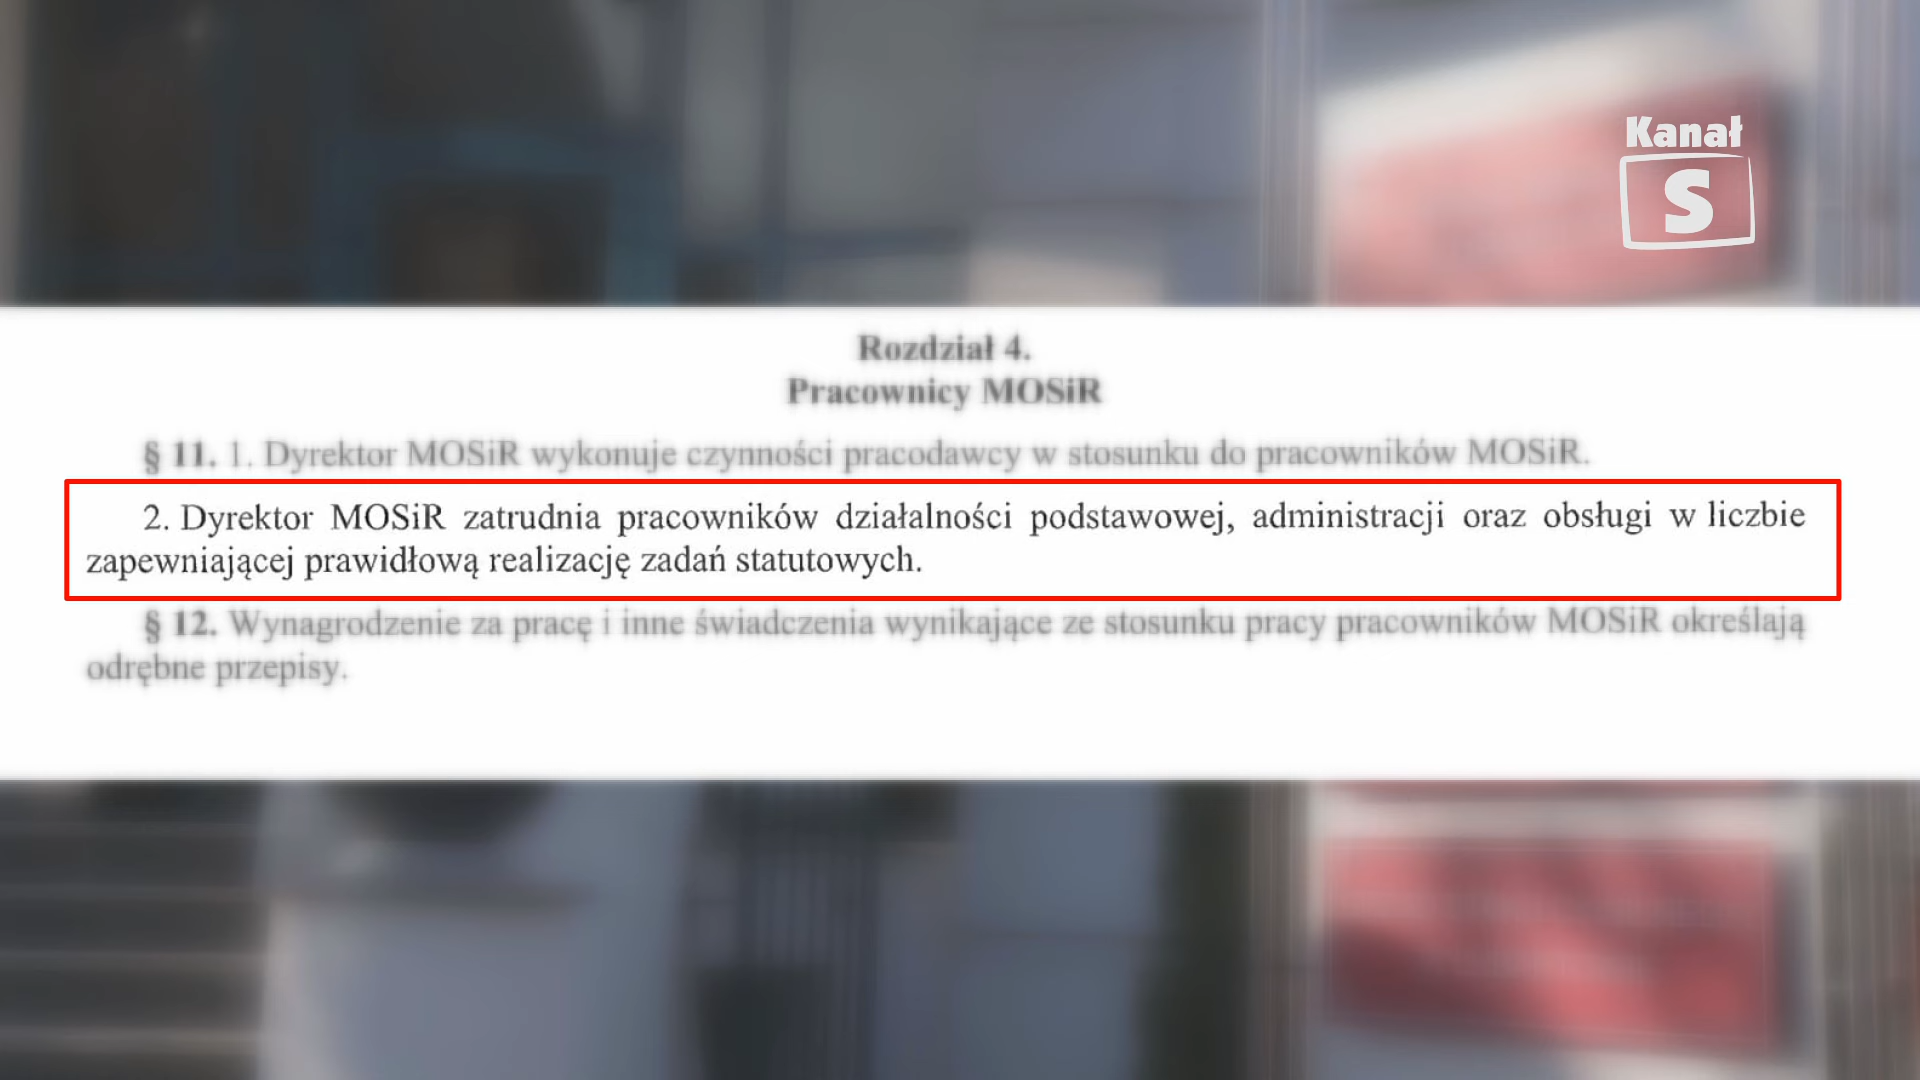 Kanał
S
Rozdział 4.
Pracownicy MOSiR
§ 11. 1. Dyrektor MOSiR wykonuje czynności pracodawcy w stosunku do pracowników MOSiR.
2. Dyrektor MOSiR zatrudnia pracowników działalności podstawowej, administracji oraz obsługi w liczbie
zapewniającej prawidłową realizację zadań statutowych.
§ 12. Wynagrodzenie za pracę i inne świadczenia wynikające ze stosunku pracy pracowników MOSiR określają
odrębne przepisy.